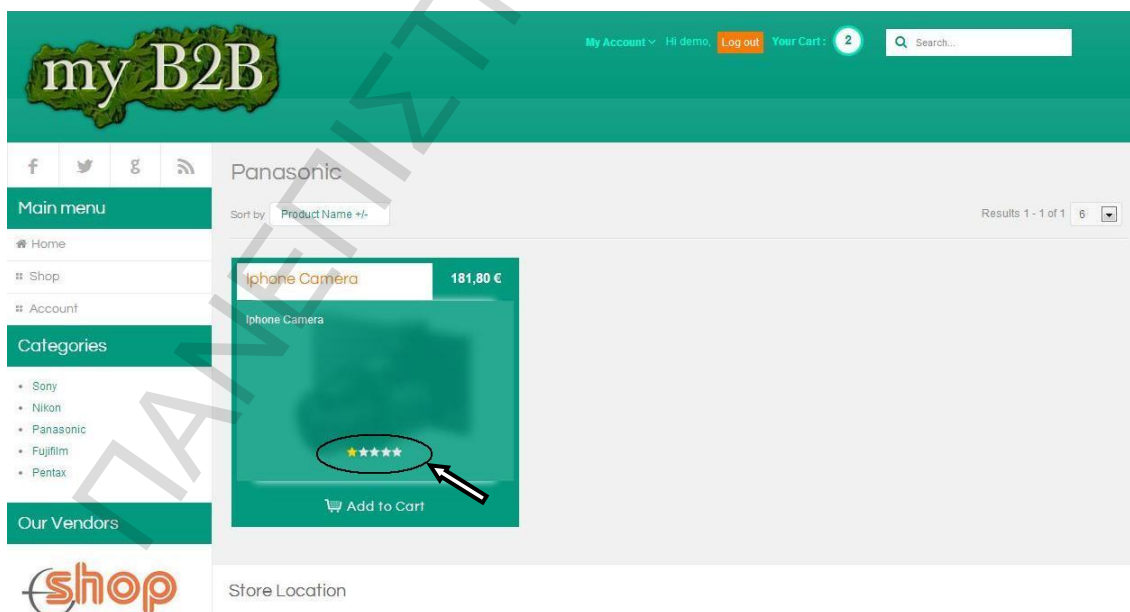 my B2B
My Account Hi demo, Log out Your Cart: 2 Search...
f g
Panasonic
Main menu
Sort by Product Name +/- Results 1 - 1 of 1 6
Home
Shop
Iphone Camera 181,80 €
Account
Iphone Camera
Categories
Sony
Nikon
Panasonic
Fujifilm
Pentax
Add to Cart
Our Vendors
eshop
Store Location
ΠΑΝΕΠΙΣΤ